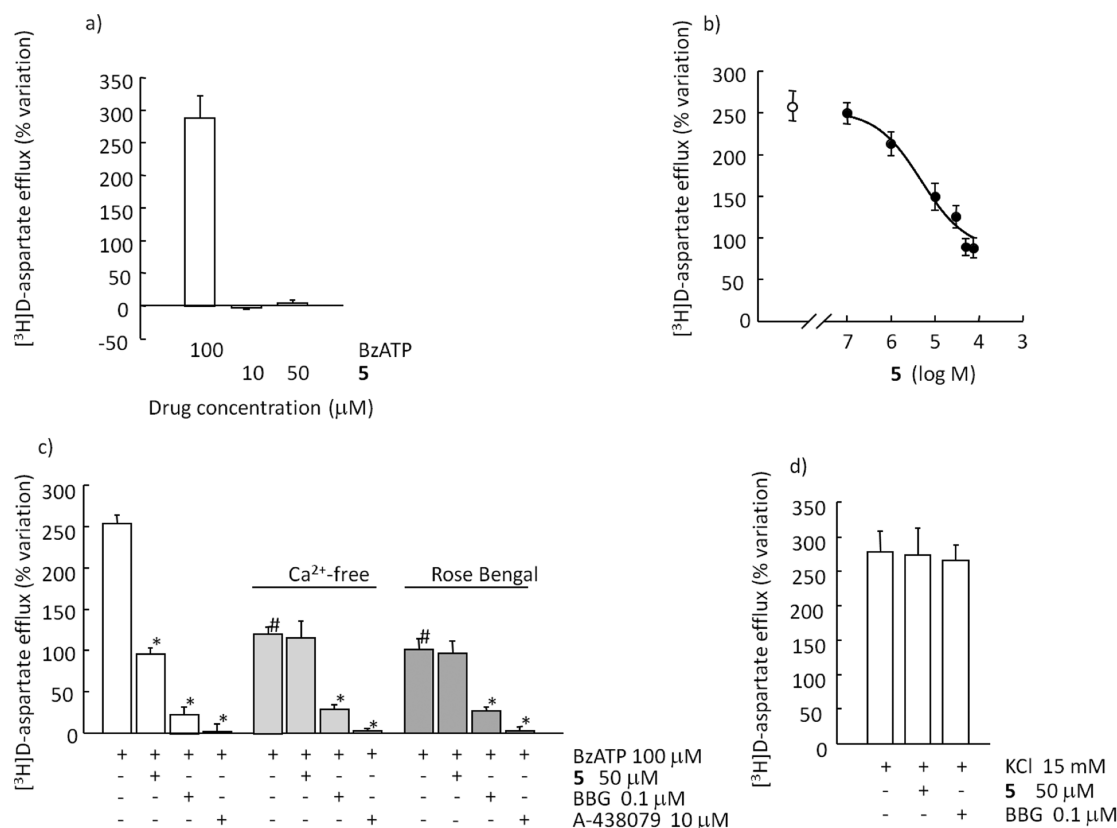 a)
[³H]D-aspartate efflux (% variation)
350
300
250
200
150
100
50
0
-50
100 BzATP
10 50 5
Drug concentration (μM)
b)
[³H]D-aspartate efflux (% variation)
300
250
200
150
100
50
0
7 6 5 4 3
5 (log M)
c)
[³H]D-aspartate efflux (% variation)
300
250
200
150
100
50
0
Ca²⁺-free Rose Bengal
# #
* * * * * * *
+ + + + + + + + + + + + BzATP 100 μM
- + - - - + - - - + - - 5 50 μM
- - + - - - + - - - + - BBG 0.1 μM
- - - + - - - + - - - + A-438079 10 μM
d)
[³H]D-aspartate efflux (% variation)
350
300
250
200
150
100
50
0
+ + + KCl 15 mM
- + - 5 50 μM
- - + BBG 0.1 μM